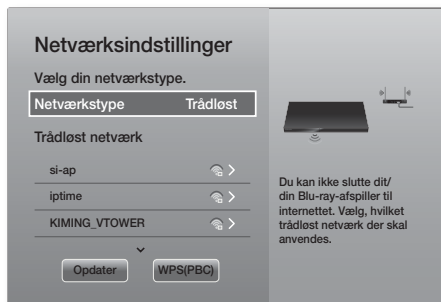 Netværksindstillinger
Vælg din netværkstype.
Netværkstype Trådløst
Trådløst netværk
si-ap
iptime
KIMING_VTOWER
Opdater WPS(PBC)
Du kan ikke slutte dit/
din Blu-ray-afspiller til
internettet. Vælg, hvilket
trådløst netværk der skal
anvendes.